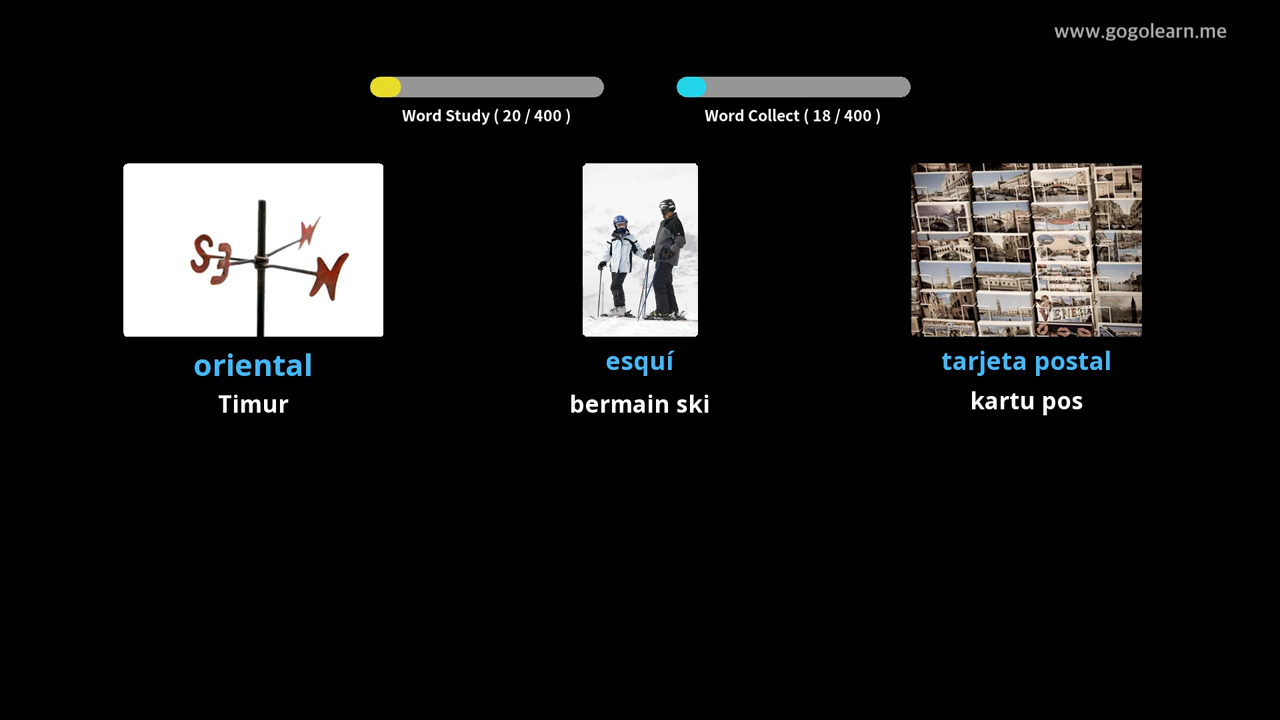 www.gogolearn.me
Word Study ( 20 / 400 )
Word Collect ( 18 / 400 )
S E N W
VENEZIA
oriental
esquí
tarjeta postal
Timur
bermain ski
kartu pos